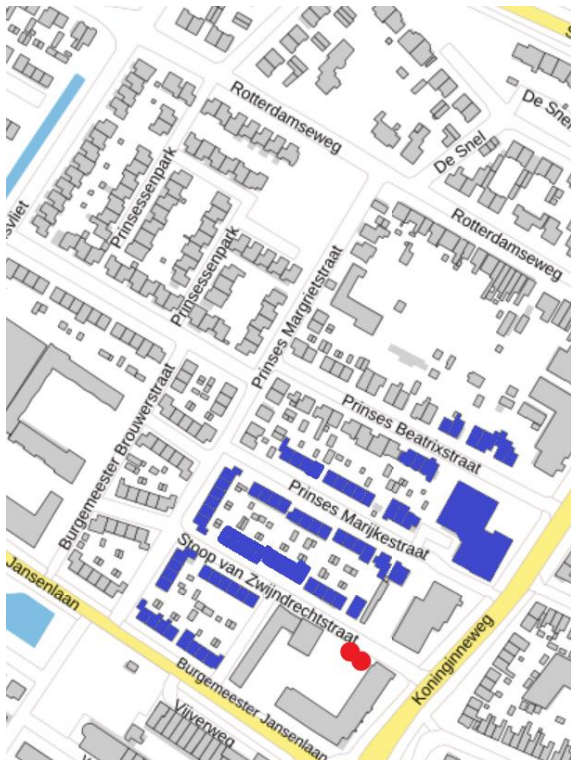 S
De Snel
Rotterdamseweg
De Snel
Rotterdamseweg
svliet
Prinsessenpark
Prinsessenpark
Prinses Margrietstraat
Prinses Beatrixstraat
Burgemeester Brouwerstraat
Prinses Marijkestraat
Stoop van Zwijndrechtstraat
Jansenlaan
Koninginneweg
Burgemeester Jansenlaan
Vijverweg
V